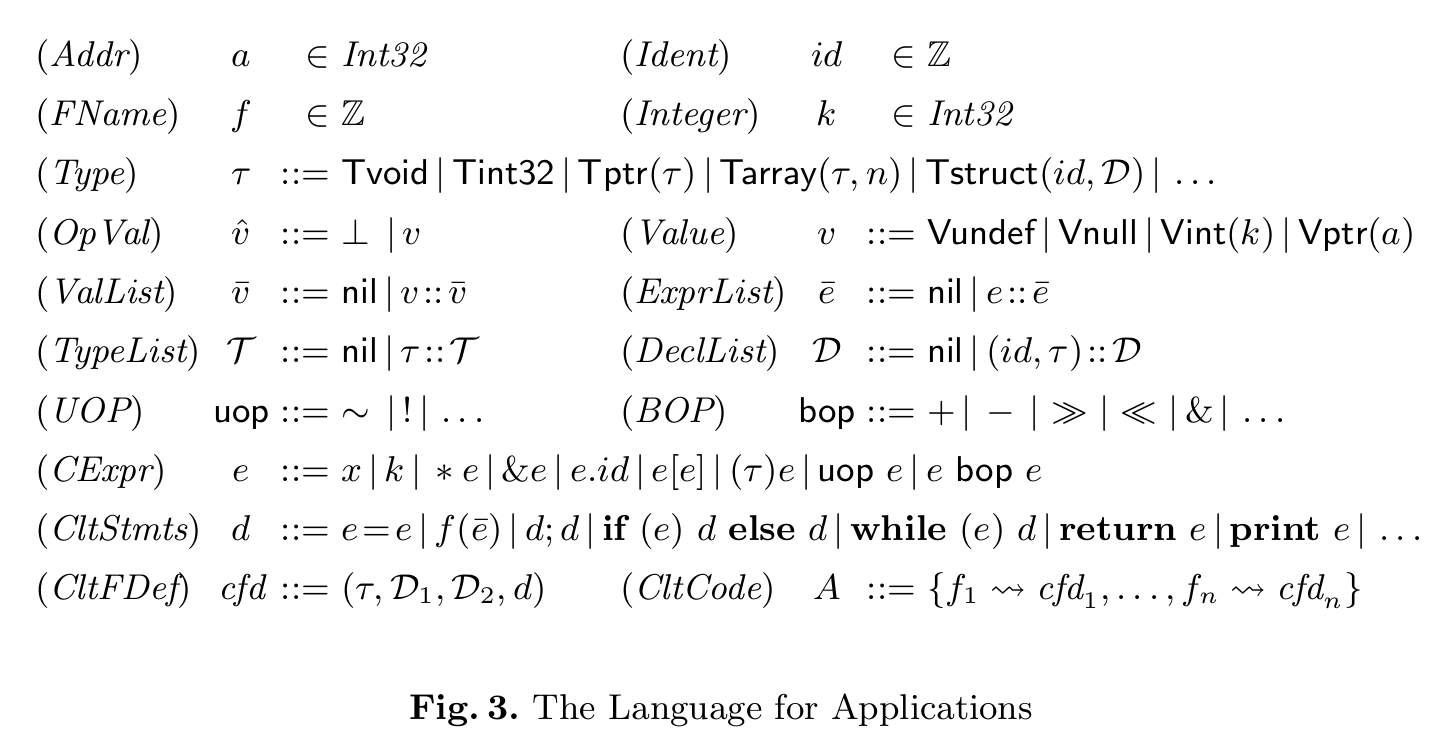 (Addr) a ∈ Int32 (Ident) id ∈ ℤ
(FName) f ∈ ℤ (Integer) k ∈ Int32
(Type) τ ::= Tvoid | Tint32 | Tptr(τ) | Tarray(τ, n) | Tstruct(id, 𝒟) | ...
(OpVal) v̂ ::= ⊥ | v (Value) v ::= Vundef | Vnull | Vint(k) | Vptr(a)
(ValList) v̄ ::= nil | v::v̄ (ExprList) ē ::= nil | e::ē
(TypeList) 𝒯 ::= nil | τ::𝒯 (DeclList) 𝒟 ::= nil | (id, τ)::𝒟
(UOP) uop ::= ∼ | ! | ... (BOP) bop ::= + | − | ≫ | ≪ | & | ...
(CExpr) e ::= x | k | ∗ e | &e | e.id | e[e] | (τ)e | uop e | e bop e
(CltStmts) d ::= e=e | f(ē) | d; d | if (e) d else d | while (e) d | return e | print e | ...
(CltFDef) cfd ::= (τ, 𝒟₁, 𝒟₂, d) (CltCode) A ::= {f₁ ⇝ cfd₁, ..., fₙ ⇝ cfdₙ}
Fig. 3. The Language for Applications